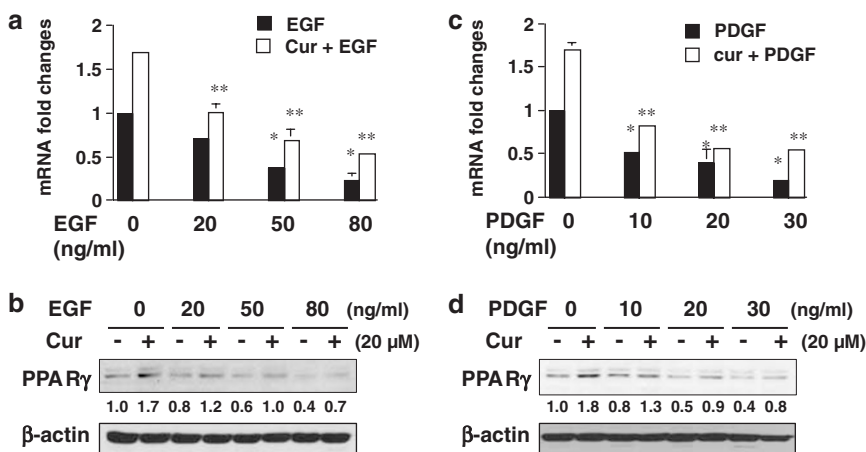 a
mRNA fold changes
2
1.5
1
0.5
0
EGF
Cur + EGF
**
* **
* **
EGF 0 20 50 80
(ng/ml)
c
mRNA fold changes
2
1.5
1
0.5
0
PDGF
cur + PDGF
* **
* **
* **
PDGF 0 10 20 30
(ng/ml)
b
EGF 0 20 50 80 (ng/ml)
Cur - + - + - + - + (20 µM)
PPARγ
1.0 1.7 0.8 1.2 0.6 1.0 0.4 0.7
β-actin
d
PDGF 0 10 20 30 (ng/ml)
Cur - + - + - + - + (20 µM)
PPARγ
1.0 1.8 0.8 1.3 0.5 0.9 0.4 0.8
β-actin